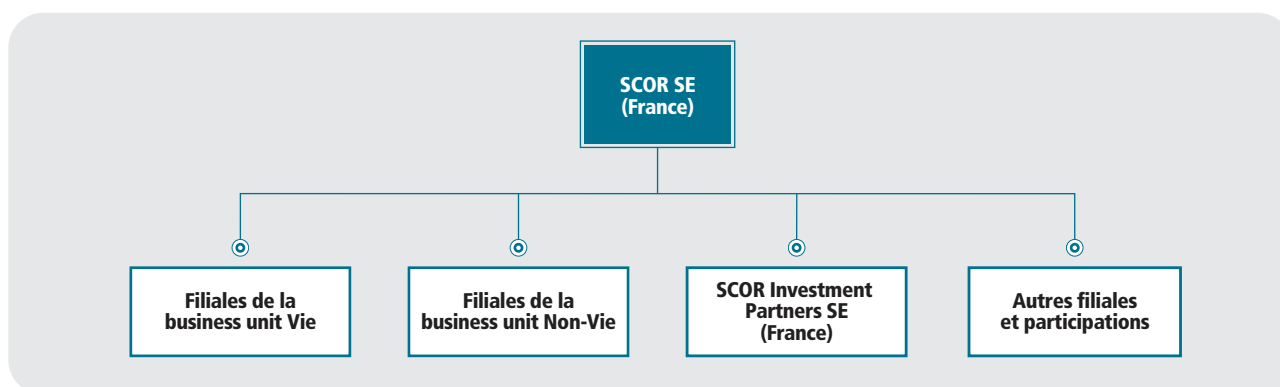 SCOR SE
(France)
Filiales de la
business unit Vie
Filiales de la
business unit Non-Vie
SCOR Investment
Partners SE
(France)
Autres filiales
et participations